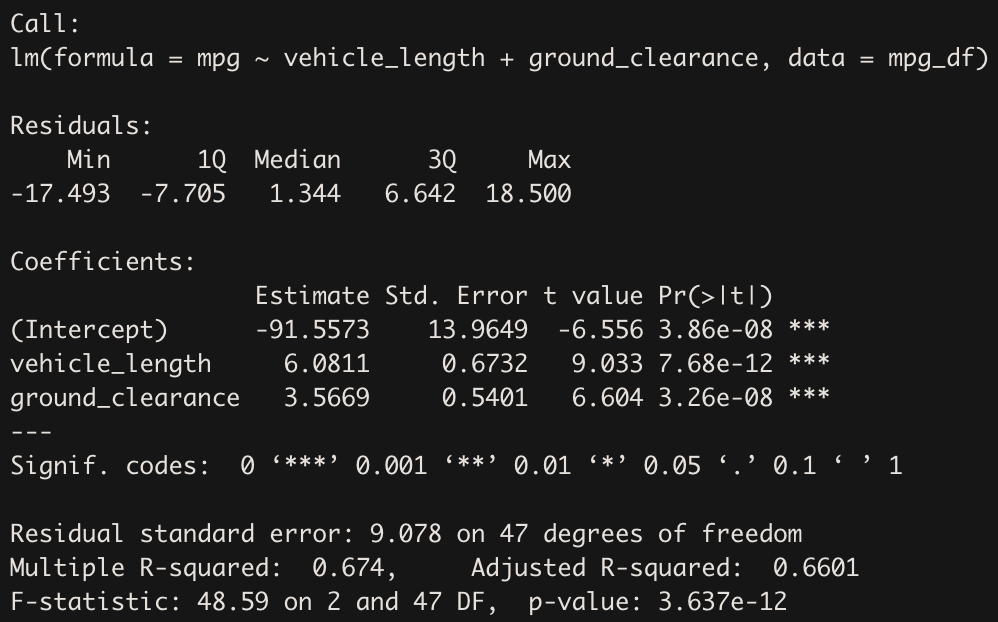 Call:
lm(formula = mpg ~ vehicle_length + ground_clearance, data = mpg_df)
Residuals:
Min 1Q Median 3Q Max
-17.493 -7.705 1.344 6.642 18.500
Coefficients:
Estimate Std. Error t value Pr(>|t|)
(Intercept) -91.5573 13.9649 -6.556 3.86e-08 ***
vehicle_length 6.0811 0.6732 9.033 7.68e-12 ***
ground_clearance 3.5669 0.5401 6.604 3.26e-08 ***
---
Signif. codes: 0 ‘***’ 0.001 ‘**’ 0.01 ‘*’ 0.05 ‘.’ 0.1 ‘ ’ 1
Residual standard error: 9.078 on 47 degrees of freedom
Multiple R-squared: 0.674, Adjusted R-squared: 0.6601
F-statistic: 48.59 on 2 and 47 DF, p-value: 3.637e-12